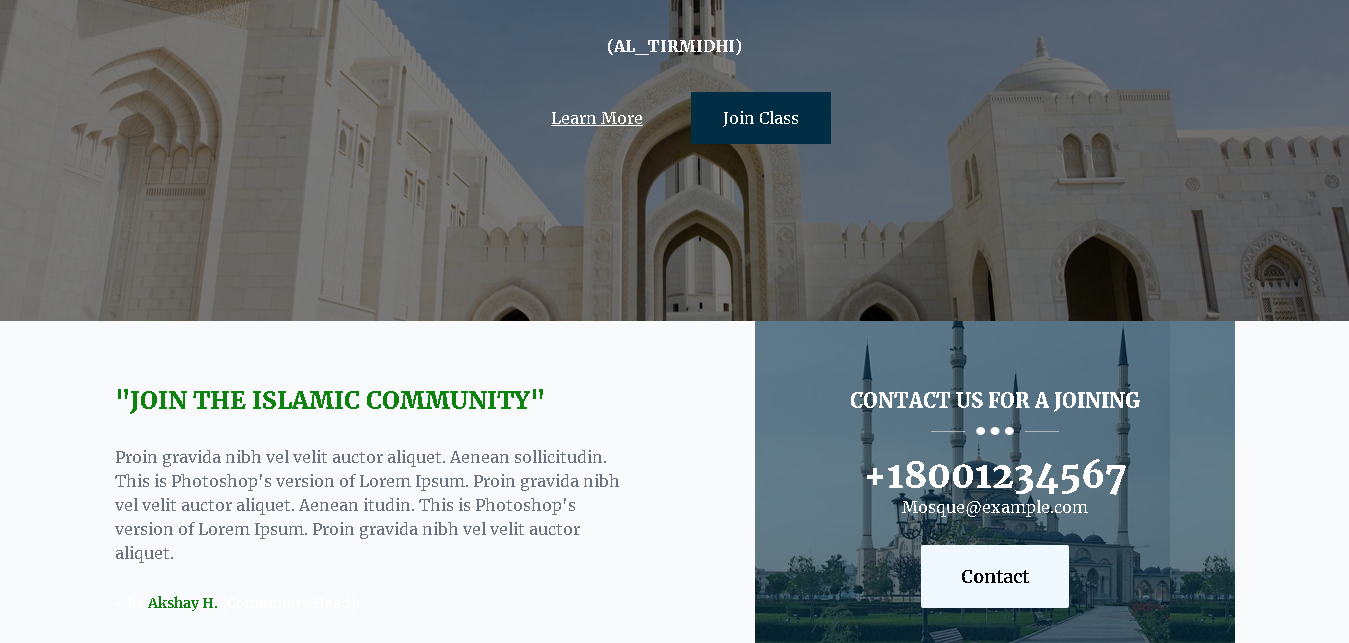 (AL_TIRMIDHI)
Learn More
Join Class
"JOIN THE ISLAMIC COMMUNITY"
Proin gravida nibh vel velit auctor aliquet. Aenean sollicitudin.
This is Photoshop's version of Lorem Ipsum. Proin gravida nibh
vel velit auctor aliquet. Aenean itudin. This is Photoshop's
version of Lorem Ipsum. Proin gravida nibh vel velit auctor
aliquet.
- by Akshay H. (Community Head)
CONTACT US FOR A JOINING
+18001234567
Mosque@example.com
Contact